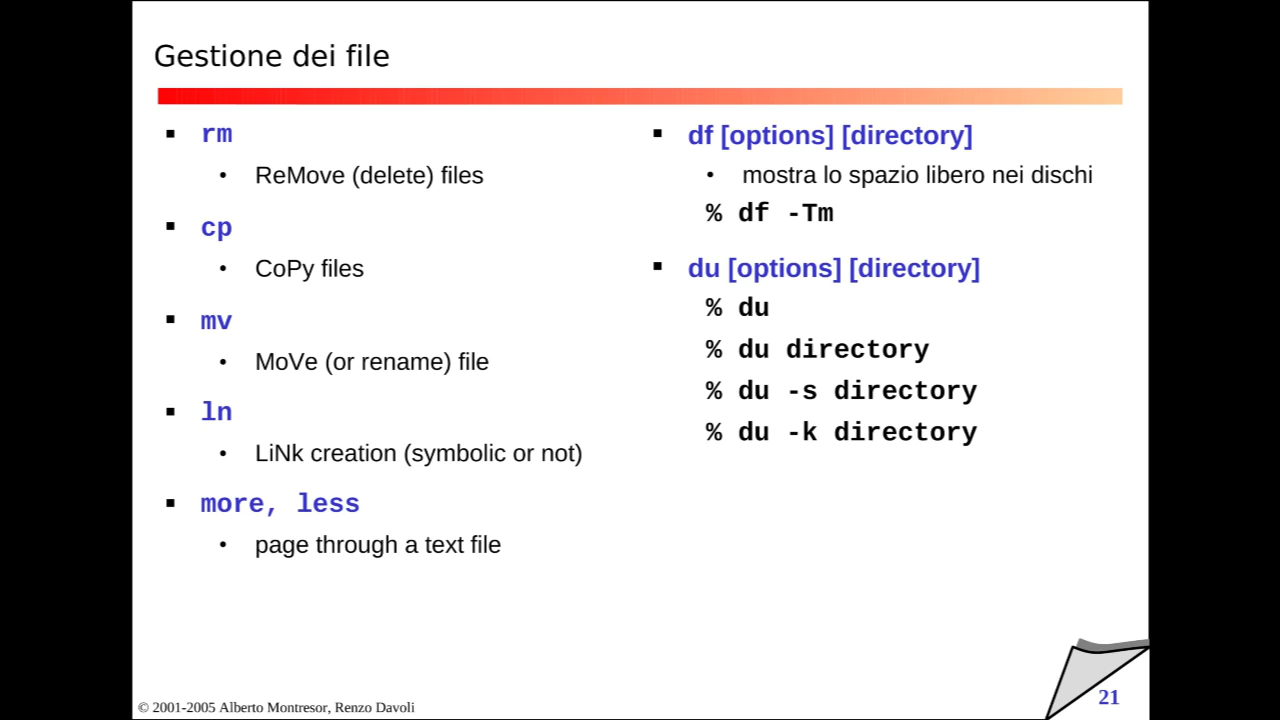 Gestione dei file
rm
ReMove (delete) files
cp
CoPy files
mv
MoVe (or rename) file
ln
LiNk creation (symbolic or not)
more, less
page through a text file
df [options] [directory]
mostra lo spazio libero nei dischi
% df -Tm
du [options] [directory]
% du
% du directory
% du -s directory
% du -k directory
© 2001-2005 Alberto Montresor, Renzo Davoli
21